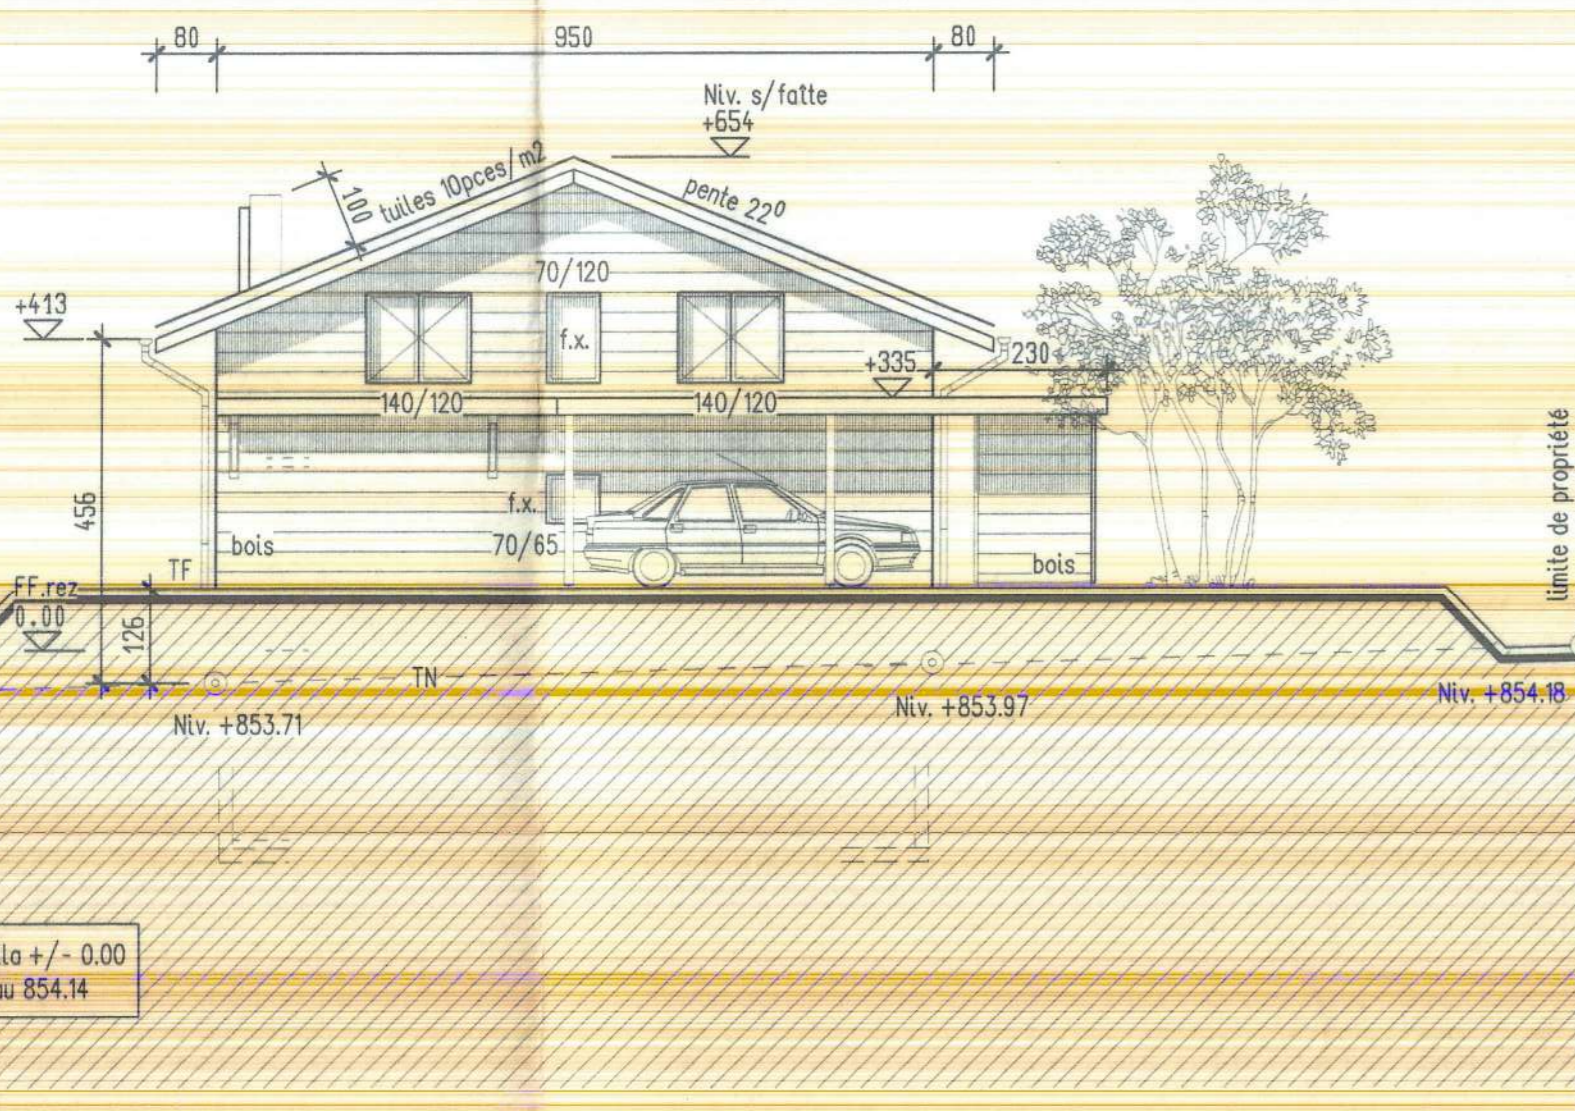 80
950
80
Niv. s/faîte
+654
100
tuiles 10pces/m2
pente 22⁰
+413
70/120
f.x.
+335
230
140/120
140/120
456
f.x.
70/65
bois
bois
TF
FF.rez
0.00
126
TN
limite de propriété
Niv. +853.71
Niv. +853.97
Niv. +854.18
la +/- 0.00
u 854.14